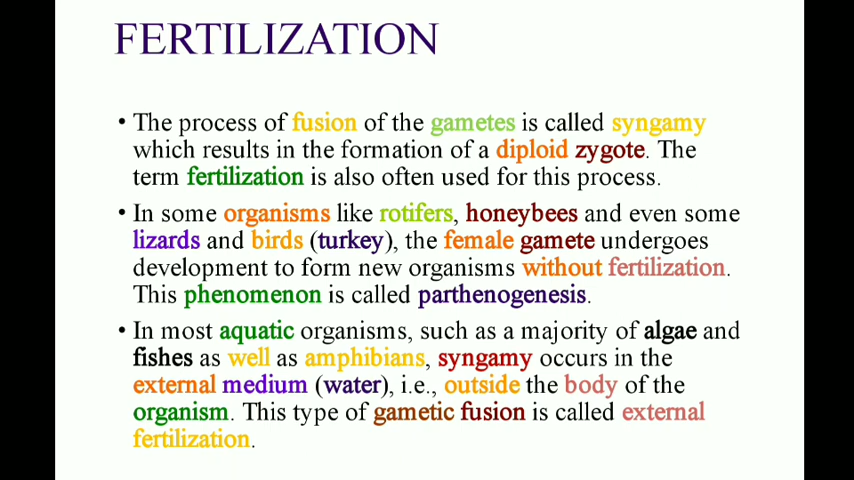 FERTILIZATION
• The process of fusion of the gametes is called syngamy
which results in the formation of a diploid zygote. The
term fertilization is also often used for this process.
• In some organisms like rotifers, honeybees and even some
lizards and birds (turkey), the female gamete undergoes
development to form new organisms without fertilization.
This phenomenon is called parthenogenesis.
• In most aquatic organisms, such as a majority of algae and
fishes as well as amphibians, syngamy occurs in the
external medium (water), i.e., outside the body of the
organism. This type of gametic fusion is called external
fertilization.